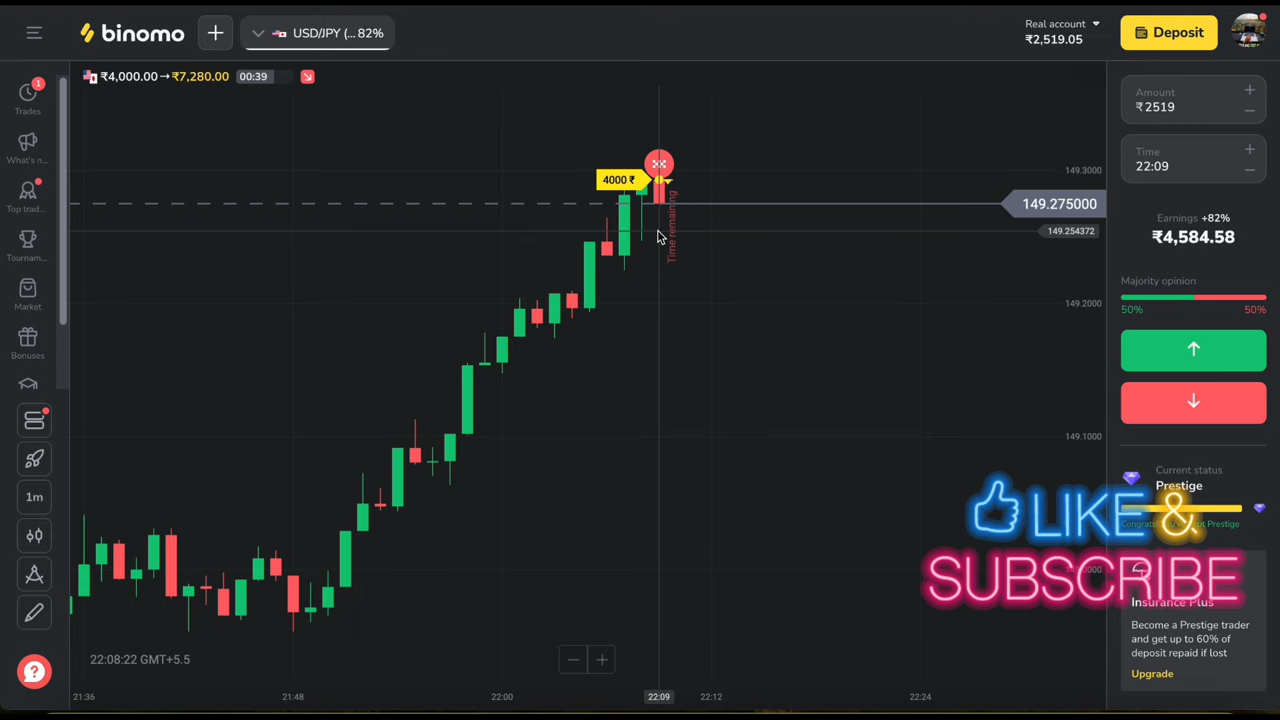 binomo
USD/JPY (... 82%
Real account
₹2,519.05
Deposit
₹4,000.00→₹7,280.00 00:39
1
Trades
What's n...
Top trad...
Tournam...
Market
Bonuses
1m
4000 ₹
Time remaining
149.3000
149.275000
149.254372
149.2000
149.1000
22:08:22 GMT+5.5
21:36
21:48
22:00
22:09
22:12
22:24
Amount
₹2519
Time
22:09
Earnings +82%
₹4,584.58
Majority opinion
50% 50%
Current status
Prestige
LIKE &
SUBSCRIBE
Insurance Plus
Become a Prestige trader
and get up to 60% of
deposit repaid if lost
Upgrade